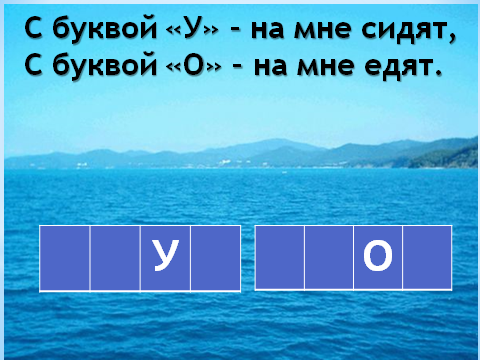 С буквой «У» - на мне сидят,
С буквой «О» - на мне едят.
У О